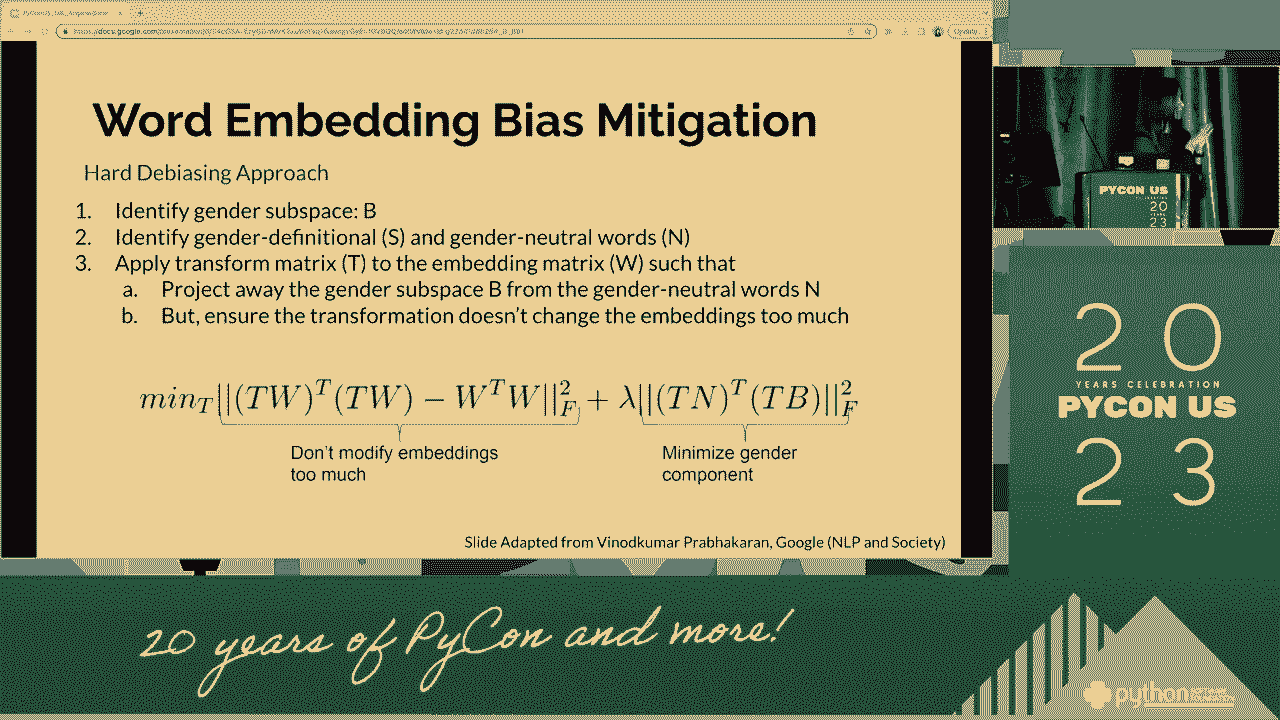 Word Embedding Bias Mitigation
Hard Debiasing Approach
1. Identify gender subspace: B
2. Identify gender-definitional (S) and gender-neutral words (N)
3. Apply transform matrix (T) to the embedding matrix (W) such that
a. Project away the gender subspace B from the gender-neutral words N
b. But, ensure the transformation doesn't change the embeddings too much
min_T ||(TW)^T(TW) − W^T W||_F^2 + λ||(TN)^T(TB)||_F^2
Don't modify embeddings
too much
Minimize gender
component
Slide Adapted from Vinodkumar Prabhakaran, Google (NLP and Society)
PYCON US
20
23
20
YEARS CELEBRATION
PYCON US
23
20 years of PyCon and more!
python